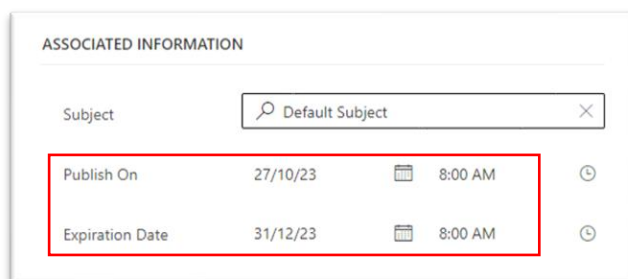 ASSOCIATED INFORMATION
Subject Default Subject
Publish On 27/10/23 8:00 AM
Expiration Date 31/12/23 8:00 AM